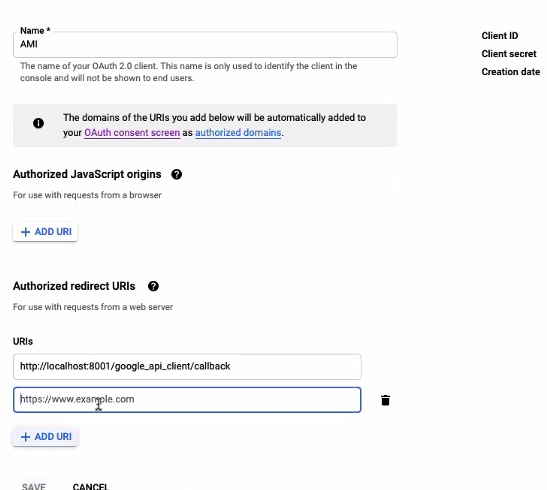 Name *
AMI
The name of your OAuth 2.0 client. This name is only used to identify the client in the
console and will not be shown to end users.
Client ID
Client secret
Creation date
The domains of the URIs you add below will be automatically added to
your OAuth consent screen as authorized domains.
Authorized JavaScript origins
For use with requests from a browser
+ ADD URI
Authorized redirect URIs
For use with requests from a web server
URIs
http://localhost:8001/google_api_client/callback
https://www.example.com
+ ADD URI
SAVE
CANCEL